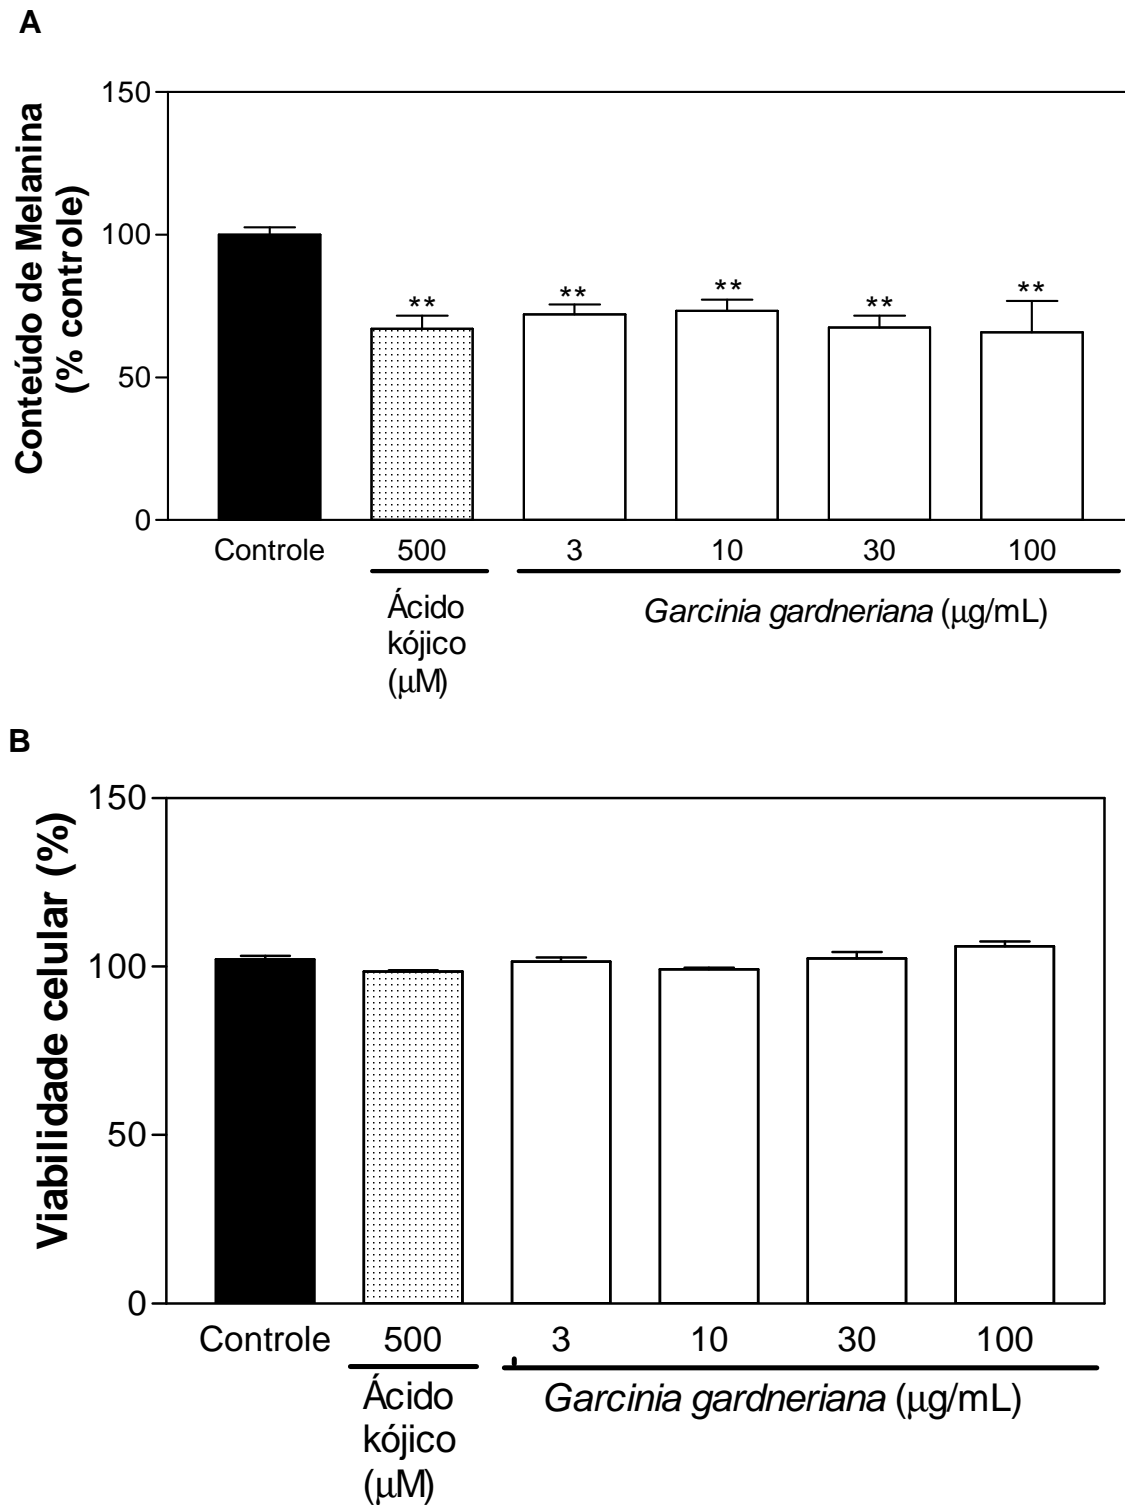 A
Conteúdo de Melanina
(% controle)
150
100
50
0
**
**
**
**
**
Controle
500
3
10
30
100
Ácido
kójico
(μM)
Garcinia gardneriana (μg/mL)
B
Viabilidade celular (%)
150
100
50
0
Controle
500
3
10
30
100
Ácido
kójico
(μM)
Garcinia gardneriana (μg/mL)